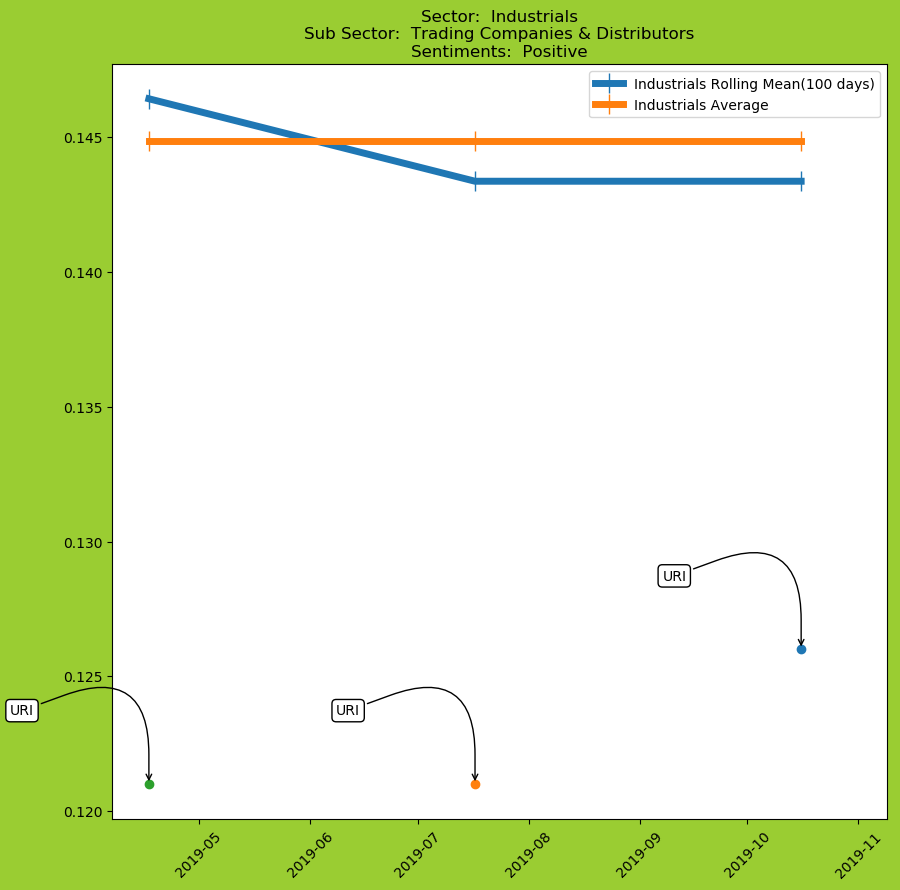 Sector:  Industrials
Sub Sector:  Trading Companies & Distributors
Sentiments:  Positive
Industrials Rolling Mean(100 days)
Industrials Average
0.145
0.140
0.135
0.130
0.125
0.120
URI
URI
URI
2019-05
2019-06
2019-07
2019-08
2019-09
2019-10
2019-11